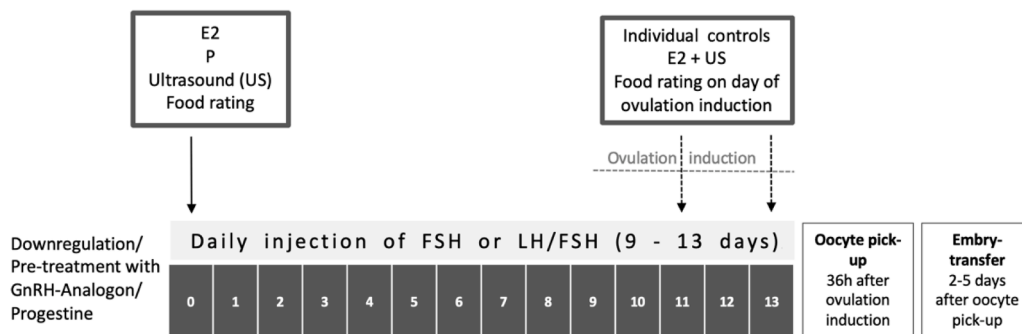 E2
P
Ultrasound (US)
Food rating
Individual controls
E2 + US
Food rating on day of
ovulation induction
Ovulation induction
Downregulation/
Pre-treatment with
GnRH-Analogon/
Progestine
Daily injection of FSH or LH/FSH (9 - 13 days)
0 1 2 3 4 5 6 7 8 9 10 11 12 13
Oocyte pick-
up
36h after
ovulation
induction
Embry-
transfer
2-5 days
after oocyte
pick-up